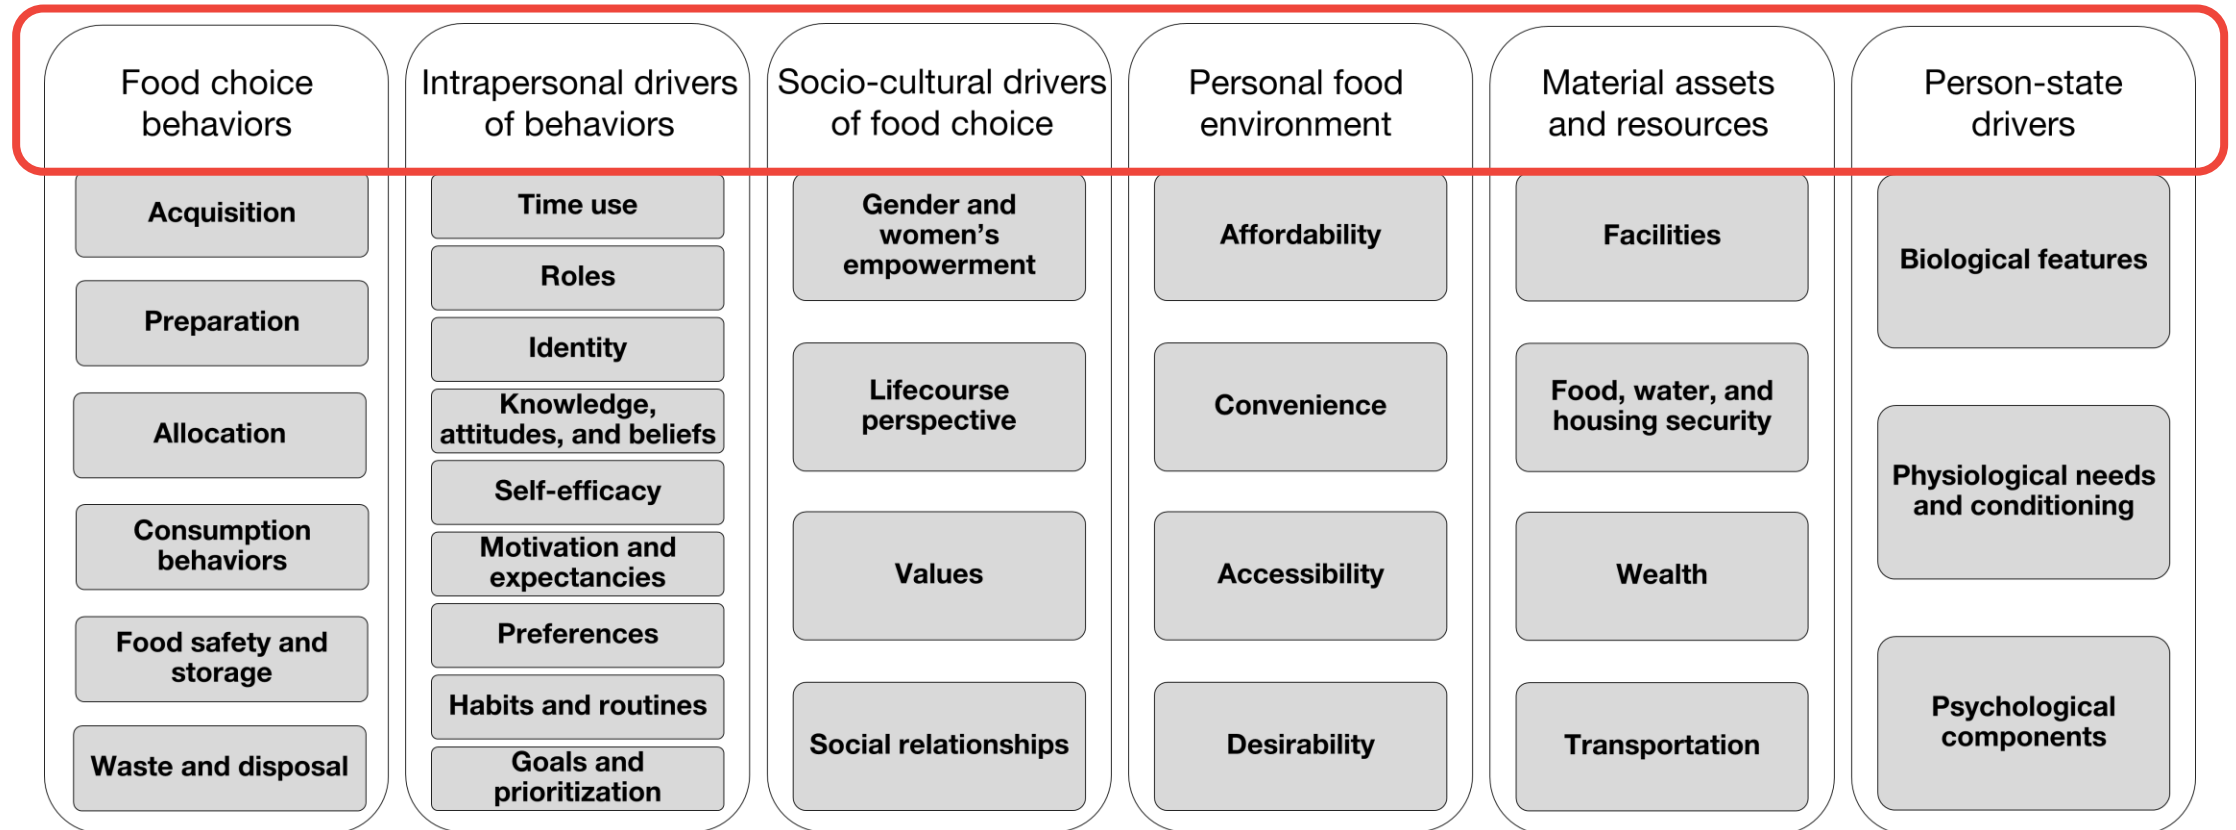 Food choice
behaviors
Acquisition
Preparation
Allocation
Consumption
behaviors
Food safety and
storage
Waste and disposal
Intrapersonal drivers
of behaviors
Time use
Roles
Identity
Knowledge,
attitudes, and beliefs
Self-efficacy
Motivation and
expectancies
Preferences
Habits and routines
Goals and
prioritization
Socio-cultural drivers
of food choice
Gender and
women’s
empowerment
Lifecourse
perspective
Values
Social relationships
Personal food
environment
Affordability
Convenience
Accessibility
Desirability
Material assets
and resources
Facilities
Food, water, and
housing security
Wealth
Transportation
Person-state
drivers
Biological features
Physiological needs
and conditioning
Psychological
components